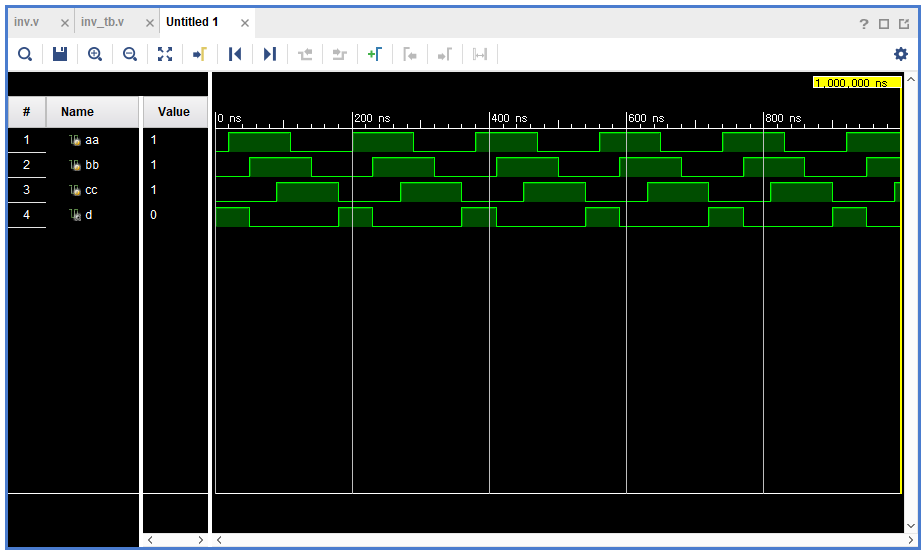 inv.v × inv_tb.v × Untitled 1 ×
1,000,000 ns
# Name Value
0 ns 200 ns 400 ns 600 ns 800 ns
1 aa 1
2 bb 1
3 cc 1
4 d 0